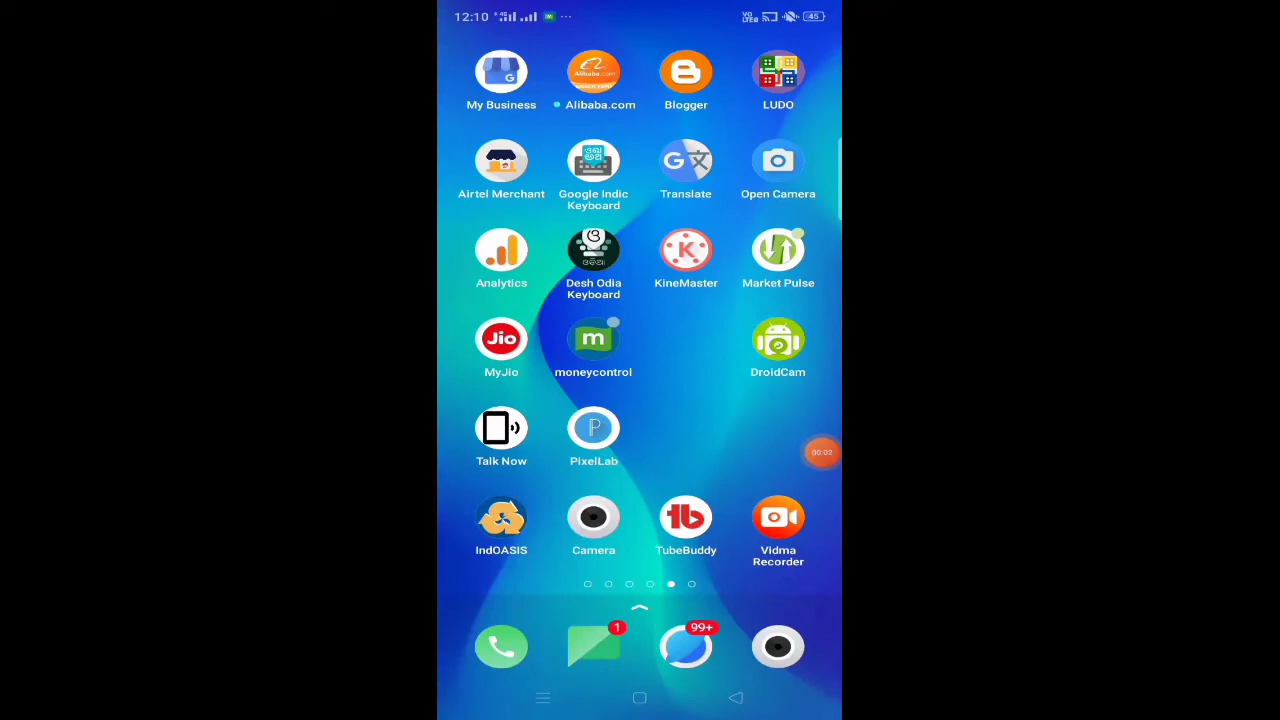 12:10
45
My Business
Alibaba.com
Blogger
LUDO
Airtel Merchant
Google Indic
Keyboard
Translate
Open Camera
Analytics
Desh Odia
Keyboard
KineMaster
Market Pulse
Jio
MyJio
m
moneycontrol
DroidCam
Talk Now
PixelLab
IndOASIS
Camera
TubeBuddy
Vidma
Recorder
00:02
1
99+